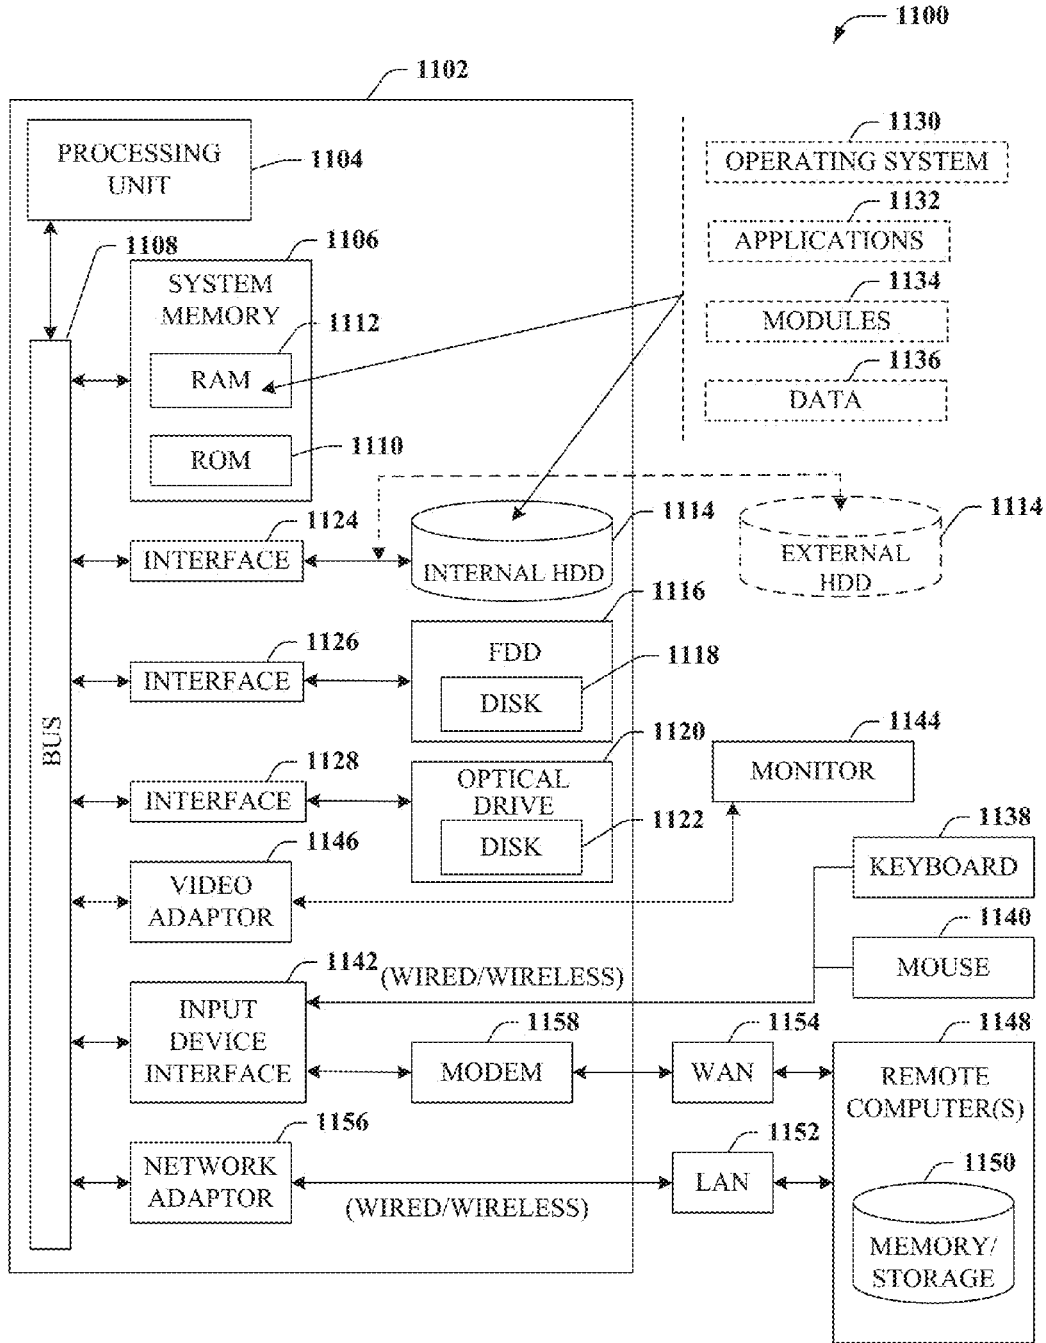 1100
1102
PROCESSING
UNIT
1104
1108
1106
SYSTEM
MEMORY
1112
RAM
1110
ROM
1130
OPERATING SYSTEM
1132
APPLICATIONS
1134
MODULES
1136
DATA
1124
INTERFACE
1114
INTERNAL HDD
1114
EXTERNAL
HDD
1126
INTERFACE
1116
FDD
1118
DISK
BUS
1128
INTERFACE
1120
OPTICAL
DRIVE
1122
DISK
1144
MONITOR
1146
VIDEO
ADAPTOR
1138
KEYBOARD
1140
MOUSE
1142
(WIRED/WIRELESS)
INPUT
DEVICE
INTERFACE
1158
MODEM
1154
WAN
1148
REMOTE
COMPUTER(S)
1156
NETWORK
ADAPTOR
(WIRED/WIRELESS)
1152
LAN
1150
MEMORY/
STORAGE